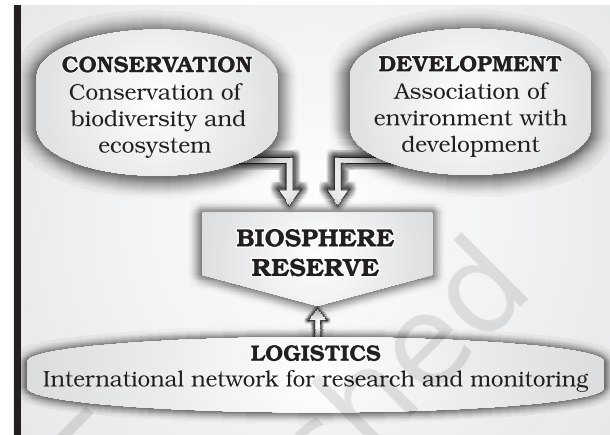 CONSERVATION
Conservation of
biodiversity and
ecosystem
DEVELOPMENT
Association of
environment with
development
BIOSPHERE
RESERVE
LOGISTICS
International network for research and monitoring